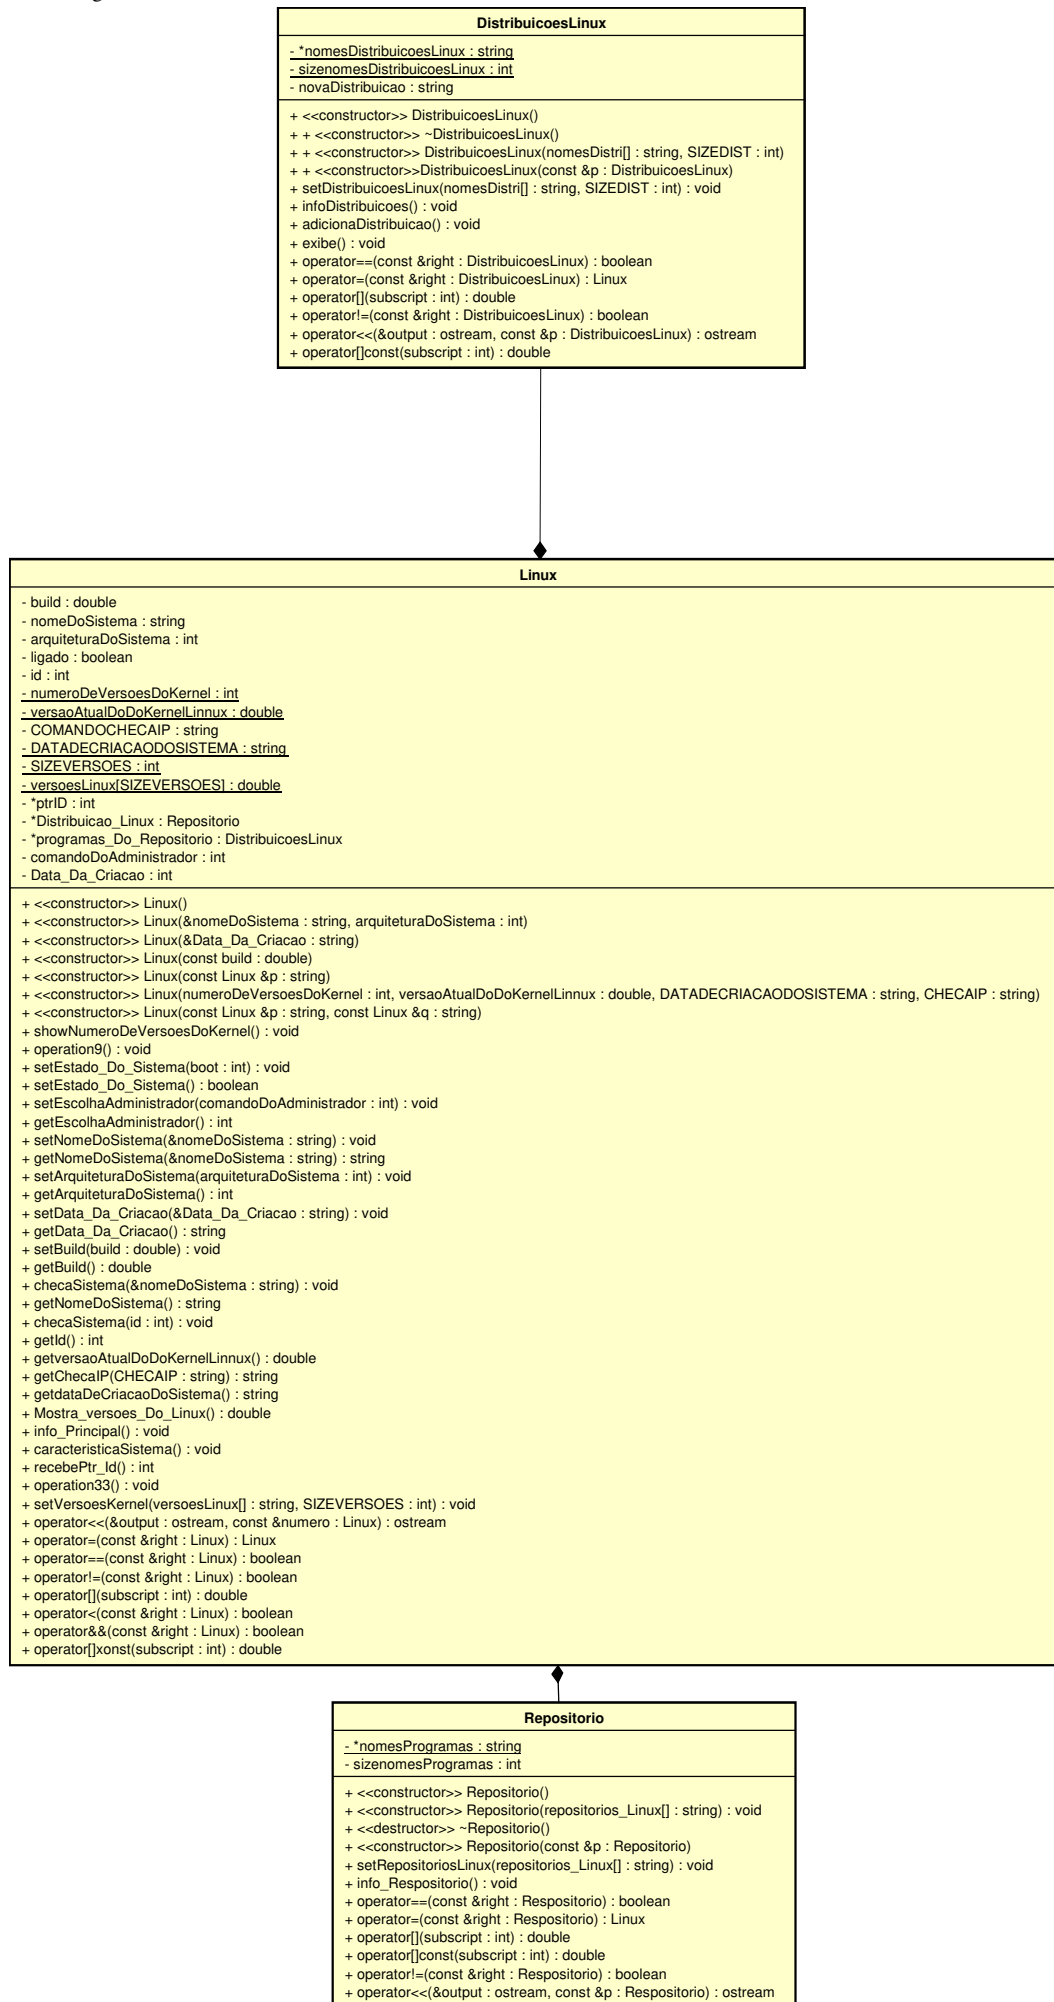 DistribuicoesLinux
- *nomesDistribuicoesLinux : string
- sizenomesDistribuicoesLinux : int
- novaDistribuicao : string
+ <<constructor>> DistribuicoesLinux()
+ + <<constructor>> ~DistribuicoesLinux()
+ + <<constructor>> DistribuicoesLinux(nomesDistri[] : string, SIZEDIST : int)
+ + <<constructor>>DistribuicoesLinux(const &p : DistribuicoesLinux)
+ setDistribuicoesLinux(nomesDistri[] : string, SIZEDIST : int) : void
+ infoDistribuicoes() : void
+ adicionaDistribuicao() : void
+ exibe() : void
+ operator==(const &right : DistribuicoesLinux) : boolean
+ operator=(const &right : DistribuicoesLinux) : Linux
+ operator[](subscript : int) : double
+ operator!=(const &right : DistribuicoesLinux) : boolean
+ operator<<(&output : ostream, const &p : DistribuicoesLinux) : ostream
+ operator[]const(subscript : int) : double
Linux
- build : double
- nomeDoSistema : string
- arquiteturaDoSistema : int
- ligado : boolean
- id : int
- numeroDeVersoesDoKernel : int
- versaoAtualDoDoKernelLinnux : double
- COMANDOCHECAIP : string
- DATADECRIACAODOSISTEMA : string
- SIZEVERSOES : int
- versoesLinux[SIZEVERSOES] : double
- *ptrID : int
- *Distribuicao_Linux : Repositorio
- *programas_Do_Repositorio : DistribuicoesLinux
- comandoDoAdministrador : int
- Data_Da_Criacao : int
+ <<constructor>> Linux()
+ <<constructor>> Linux(&nomeDoSistema : string, arquiteturaDoSistema : int)
+ <<constructor>> Linux(&Data_Da_Criacao : string)
+ <<constructor>> Linux(const build : double)
+ <<constructor>> Linux(const Linux &p : string)
+ <<constructor>> Linux(numeroDeVersoesDoKernel : int, versaoAtualDoDoKernelLinnux : double, DATADECRIACAODOSISTEMA : string, CHECAIP : string)
+ <<constructor>> Linux(const Linux &p : string, const Linux &q : string)
+ showNumeroDeVersoesDoKernel() : void
+ operation9() : void
+ setEstado_Do_Sistema(boot : int) : void
+ setEstado_Do_Sistema() : boolean
+ setEscolhaAdministrador(comandoDoAdministrador : int) : void
+ getEscolhaAdministrador() : int
+ setNomeDoSistema(&nomeDoSistema : string) : void
+ getNomeDoSistema(&nomeDoSistema : string) : string
+ setArquiteturaDoSistema(arquiteturaDoSistema : int) : void
+ getArquiteturaDoSistema() : int
+ setData_Da_Criacao(&Data_Da_Criacao : string) : void
+ getData_Da_Criacao() : string
+ setBuild(build : double) : void
+ getBuild() : double
+ checaSistema(&nomeDoSistema : string) : void
+ getNomeDoSistema() : string
+ checaSistema(id : int) : void
+ getId() : int
+ getversaoAtualDoDoKernelLinnux() : double
+ getChecaIP(CHECAIP : string) : string
+ getdataDeCriacaoDoSistema() : string
+ Mostra_versoes_Do_Linux() : double
+ info_Principal() : void
+ caracteristicaSistema() : void
+ recebePtr_Id() : int
+ operation33() : void
+ setVersoesKernel(versoesLinux[] : string, SIZEVERSOES : int) : void
+ operator<<(&output : ostream, const &numero : Linux) : ostream
+ operator=(const &right : Linux) : Linux
+ operator==(const &right : Linux) : boolean
+ operator!=(const &right : Linux) : boolean
+ operator[](subscript : int) : double
+ operator<(const &right : Linux) : boolean
+ operator&&(const &right : Linux) : boolean
+ operator[]xonst(subscript : int) : double
Repositorio
- *nomesProgramas : string
- sizenomesProgramas : int
+ <<constructor>> Repositorio()
+ <<constructor>> Repositorio(repositorios_Linux[] : string) : void
+ <<destructor>> ~Repositorio()
+ <<constructor>> Repositorio(const &p : Repositorio)
+ setRepositoriosLinux(repositorios_Linux[] : string) : void
+ info_Respositorio() : void
+ operator==(const &right : Respositorio) : boolean
+ operator=(const &right : Respositorio) : Linux
+ operator[](subscript : int) : double
+ operator[]const(subscript : int) : double
+ operator!=(const &right : Respositorio) : boolean
+ operator<<(&output : ostream, const &p : Respositorio) : ostream